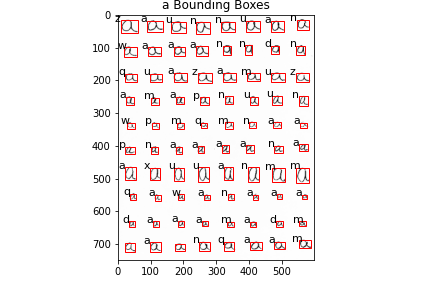 a Bounding Boxes
0
z a u n n u a n
100
w a a a n n d n
200
q u a z a m u z
300
a m a p n u u n
400
w p m q m n a a
p n a a a a n a
500
a x u u a n m m
q a w a n a a a
600
d a a a m a d m
700
a n q a a m
0 100 200 300 400 500